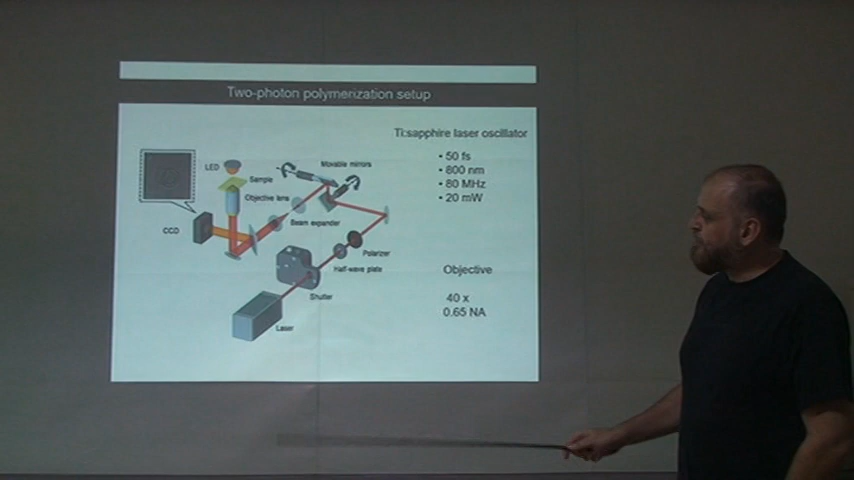 Two-photon polymerization setup
Ti:sapphire laser oscillator
• 50 fs
• 800 nm
• 80 MHz
• 20 mW
LED
Sample
Movable mirrors
Objective lens
Beam expander
CCD
Polarizer
Half-wave plate
Shutter
Laser
Objective
40 x
0.65 NA